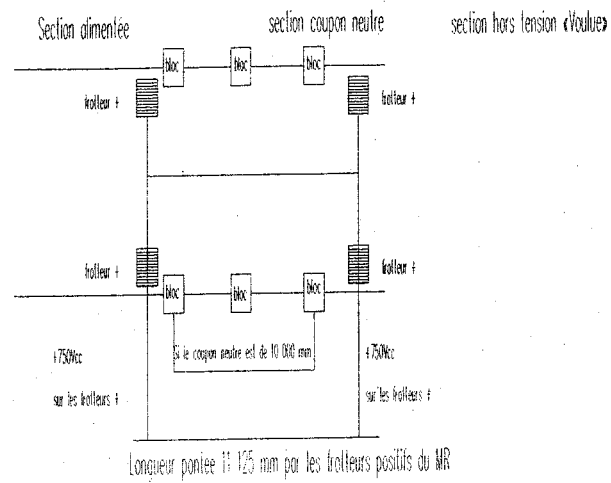 Section alimentée section coupon neutre section hors tension «Voulue»
bloc bloc bloc
frotteur + frotteur +
frotteur + frotteur +
bloc bloc bloc
Si le coupon neutre est de 10 000 mm
+750Vcc +750Vcc
sur les frotteurs + sur les frotteurs +
Longueur pontée 11 125 mm par les frotteurs positifs du MR